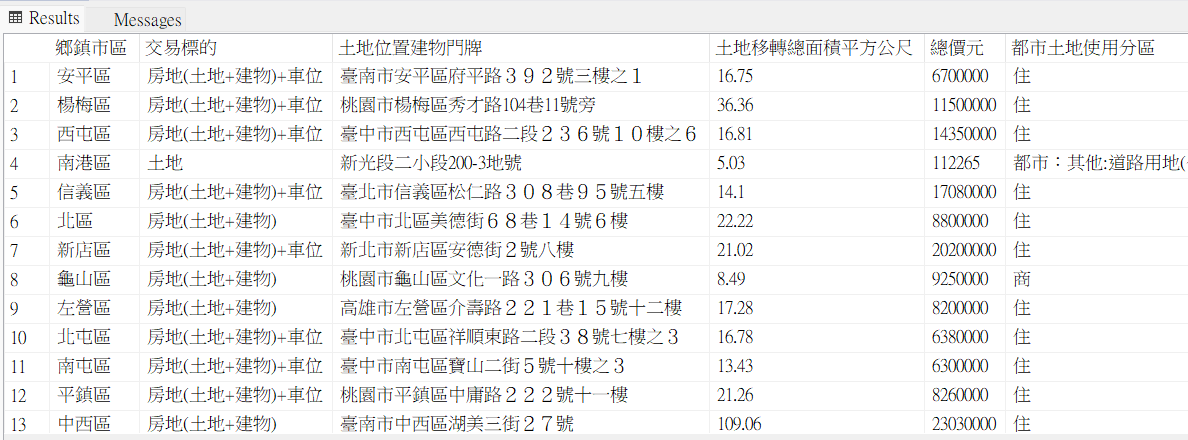 Results Messages
鄉鎮市區 交易標的 土地位置建物門牌 土地移轉總面積平方公尺 總價元 都市土地使用分區
1 安平區 房地(土地+建物)+車位 臺南市安平區府平路３９２號三樓之１ 16.75 6700000 住
2 楊梅區 房地(土地+建物)+車位 桃園市楊梅區秀才路104巷11號旁 36.36 11500000 住
3 西屯區 房地(土地+建物)+車位 臺中市西屯區西屯路二段２３６號１０樓之６ 16.81 14350000 住
4 南港區 土地 新光段二小段200-3地號 5.03 112265 都市：其他:道路用地(
5 信義區 房地(土地+建物)+車位 臺北市信義區松仁路３０８巷９５號五樓 14.1 17080000 住
6 北區 房地(土地+建物) 臺中市北區美德街６８巷１４號６樓 22.22 8800000 住
7 新店區 房地(土地+建物)+車位 新北市新店區安德街２號八樓 21.02 20200000 住
8 龜山區 房地(土地+建物) 桃園市龜山區文化一路３０６號九樓 8.49 9250000 商
9 左營區 房地(土地+建物) 高雄市左營區介壽路２２１巷１５號十二樓 17.28 8200000 住
10 北屯區 房地(土地+建物)+車位 臺中市北屯區祥順東路二段３８號七樓之３ 16.78 6380000 住
11 南屯區 房地(土地+建物)+車位 臺中市南屯區寶山二街５號十樓之３ 13.43 6300000 住
12 平鎮區 房地(土地+建物)+車位 桃園市平鎮區中庸路２２２號十一樓 21.26 8260000 住
13 中西區 房地(土地+建物) 臺南市中西區湖美三街２７號 109.06 23030000 住